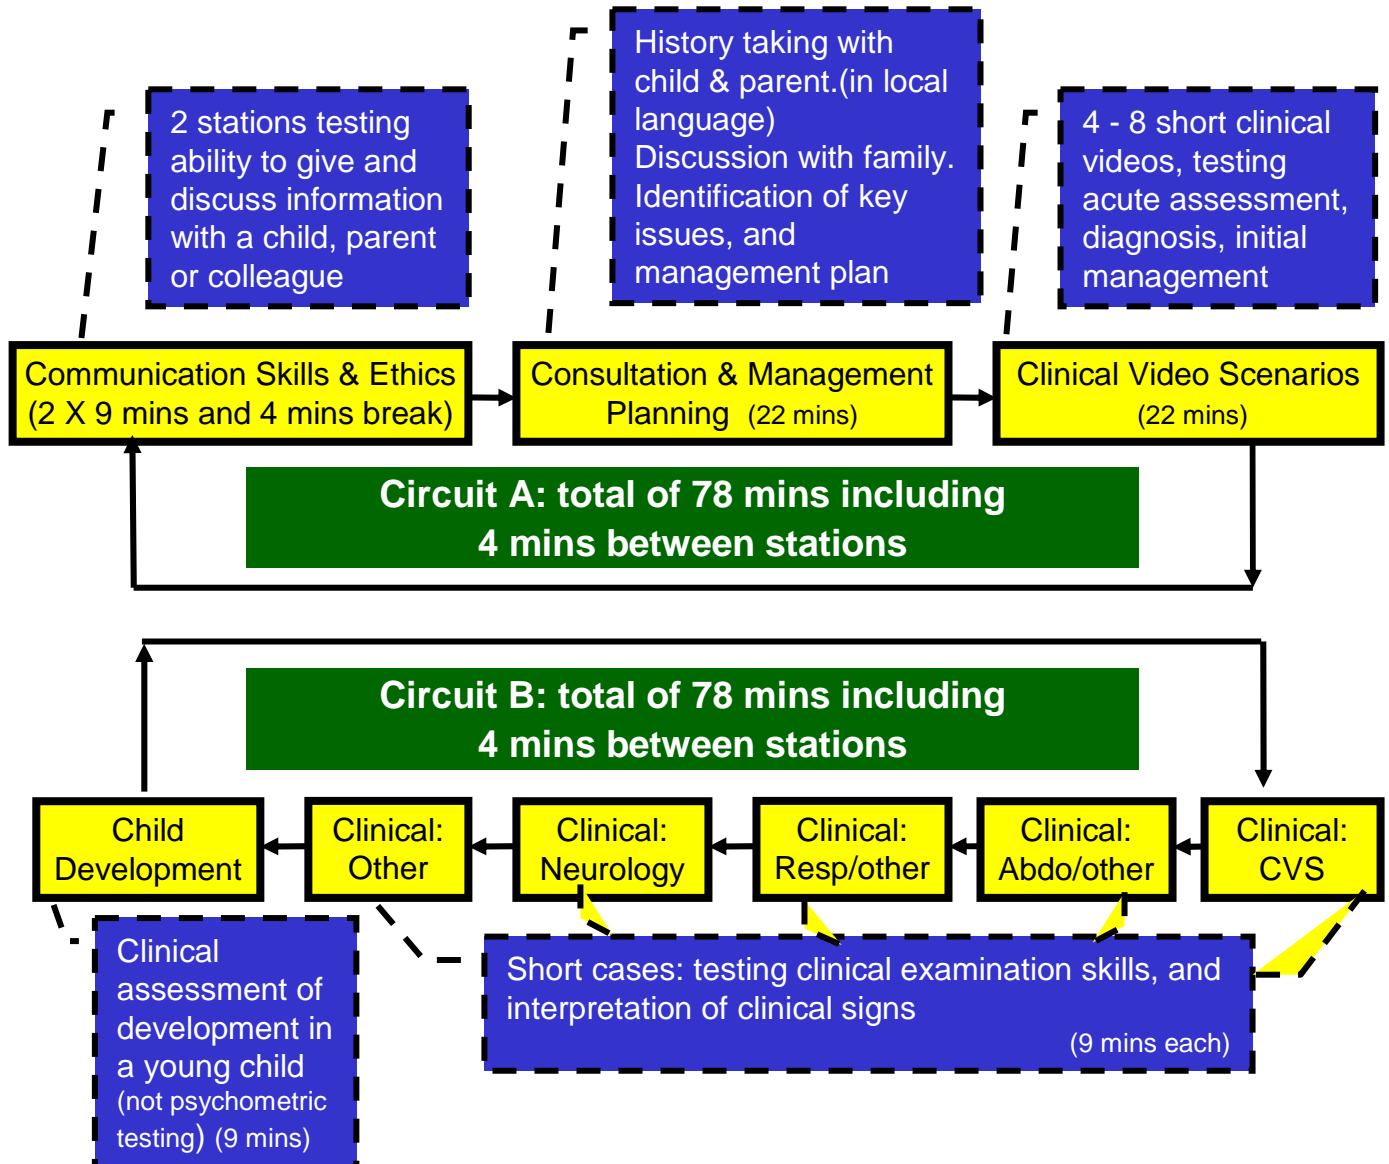 2 stations testing
ability to give and
discuss information
with a child, parent
or colleague
History taking with
child & parent.(in local
language)
Discussion with family.
Identification of key
issues, and
management plan
4 - 8 short clinical
videos, testing
acute assessment,
diagnosis, initial
management
Communication Skills & Ethics
(2 X 9 mins and 4 mins break)
Consultation & Management
Planning (22 mins)
Clinical Video Scenarios
(22 mins)
Circuit A: total of 78 mins including
4 mins between stations
Circuit B: total of 78 mins including
4 mins between stations
Child
Development
Clinical:
Other
Clinical:
Neurology
Clinical:
Resp/other
Clinical:
Abdo/other
Clinical:
CVS
Clinical
assessment of
development in
a young child
(not psychometric
testing) (9 mins)
Short cases: testing clinical examination skills, and
interpretation of clinical signs
(9 mins each)